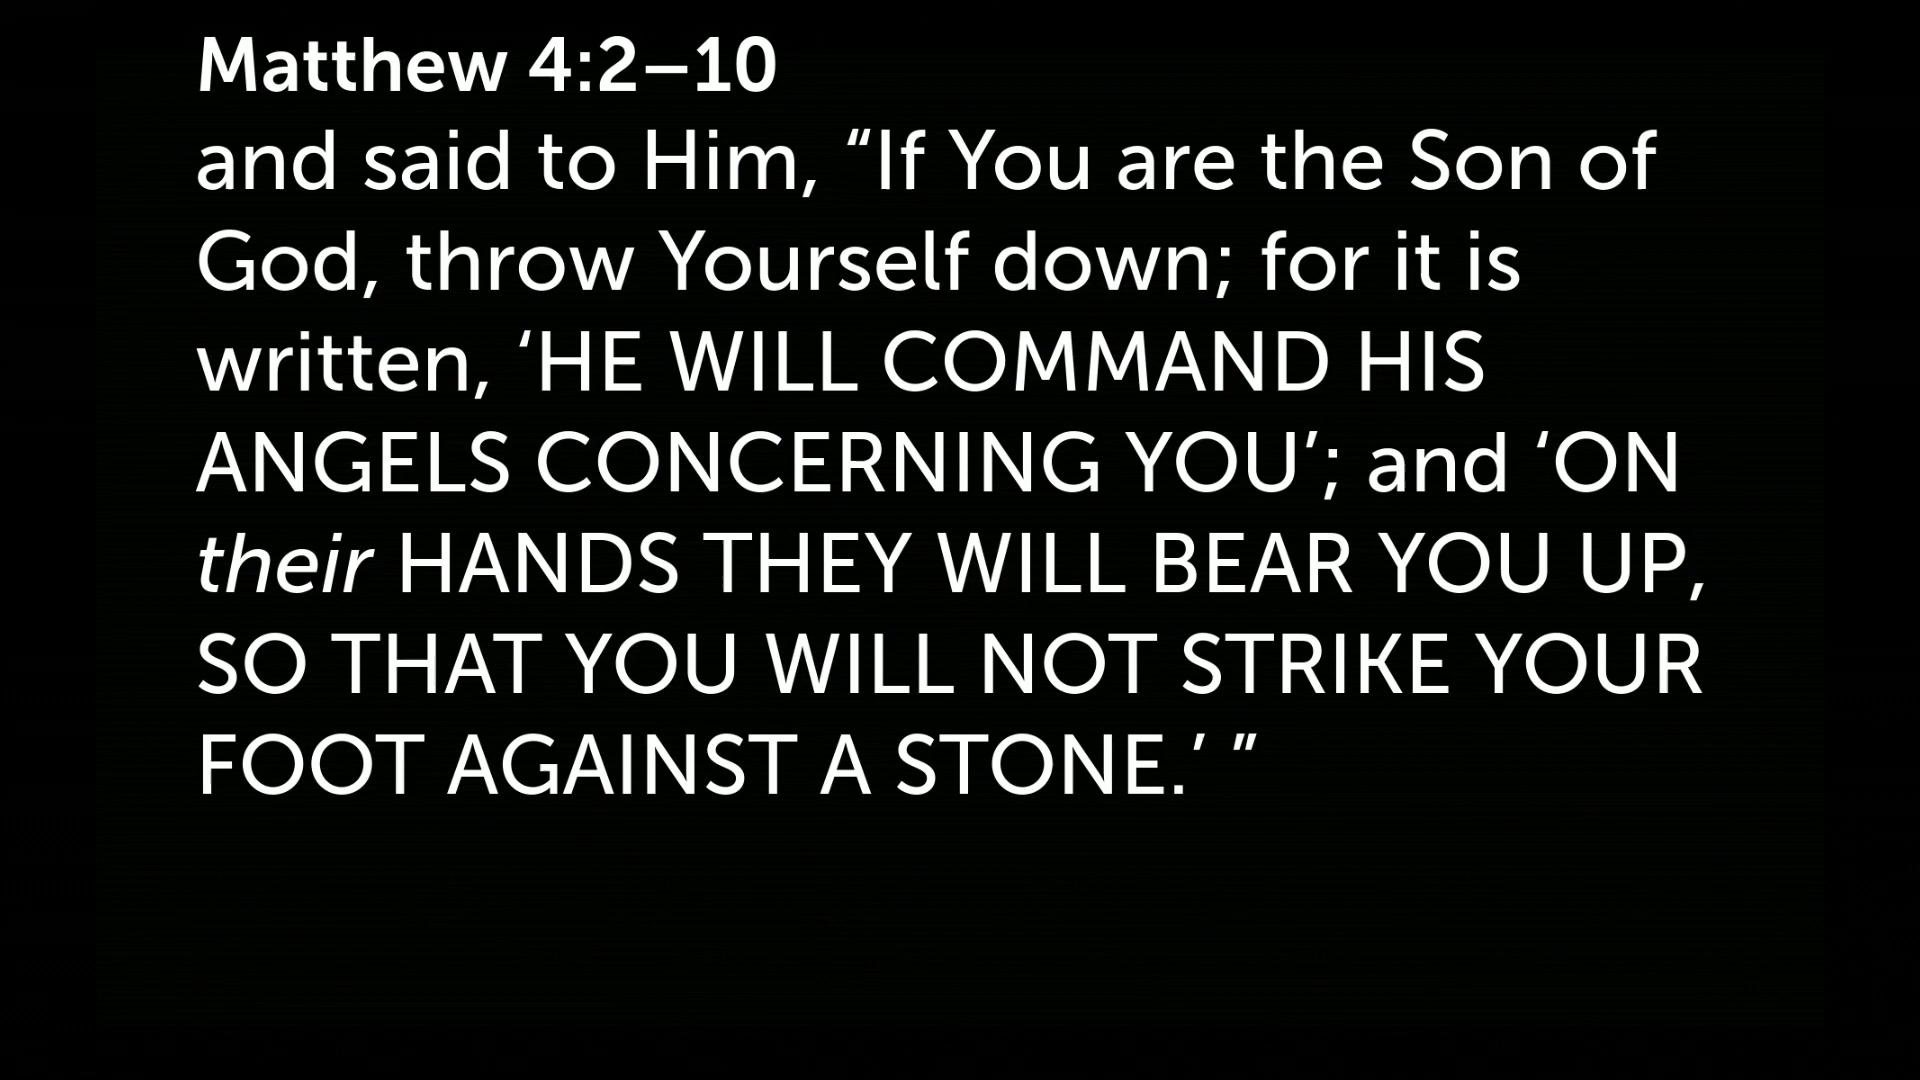 Matthew 4:2–10
and said to Him, “If You are the Son of
God, throw Yourself down; for it is
written, ‘HE WILL COMMAND HIS
ANGELS CONCERNING YOU’; and ‘ON
their HANDS THEY WILL BEAR YOU UP,
SO THAT YOU WILL NOT STRIKE YOUR
FOOT AGAINST A STONE.’ ”